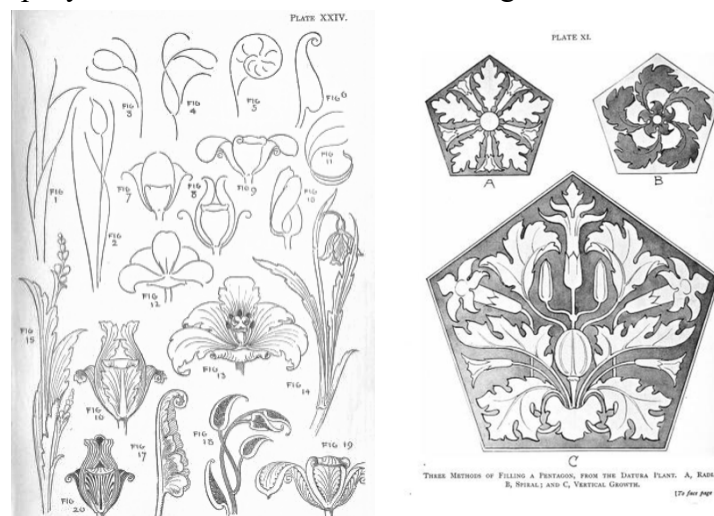 Plate XXIV.
FIG 1
FIG 2
FIG 3
FIG 4
FIG 5
FIG 6
FIG 7
FIG 8
FIG 9
FIG 10
FIG 11
FIG 12
FIG 13
FIG 14
FIG 15
FIG 16
FIG 17
FIG 18
FIG 19
FIG 20
PLATE XI.
A
B
C
THREE METHODS OF FILLING A PENTAGON, FROM THE DATURA PLANT. A,
B, SPIRAL; AND C, VERTICAL GROWTH.
[To face page